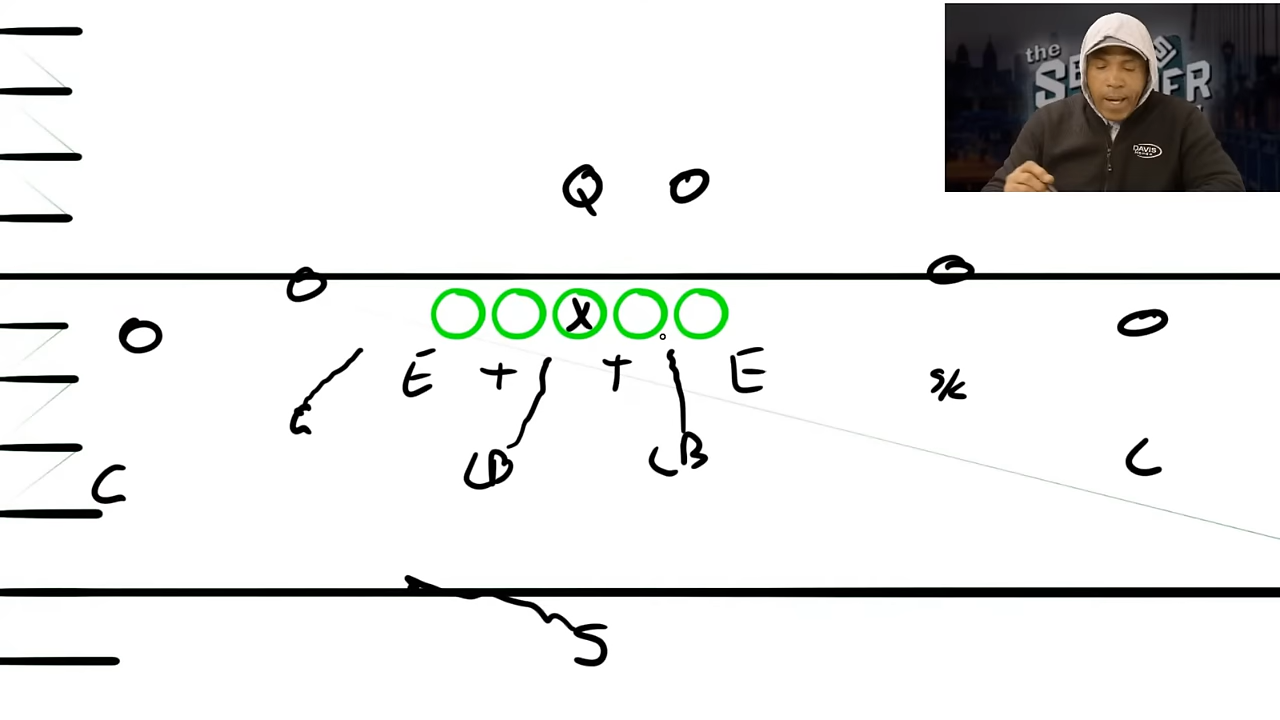 the
Q O
X
E T T E S/C
C
LB LB
C C
S
DAVIS